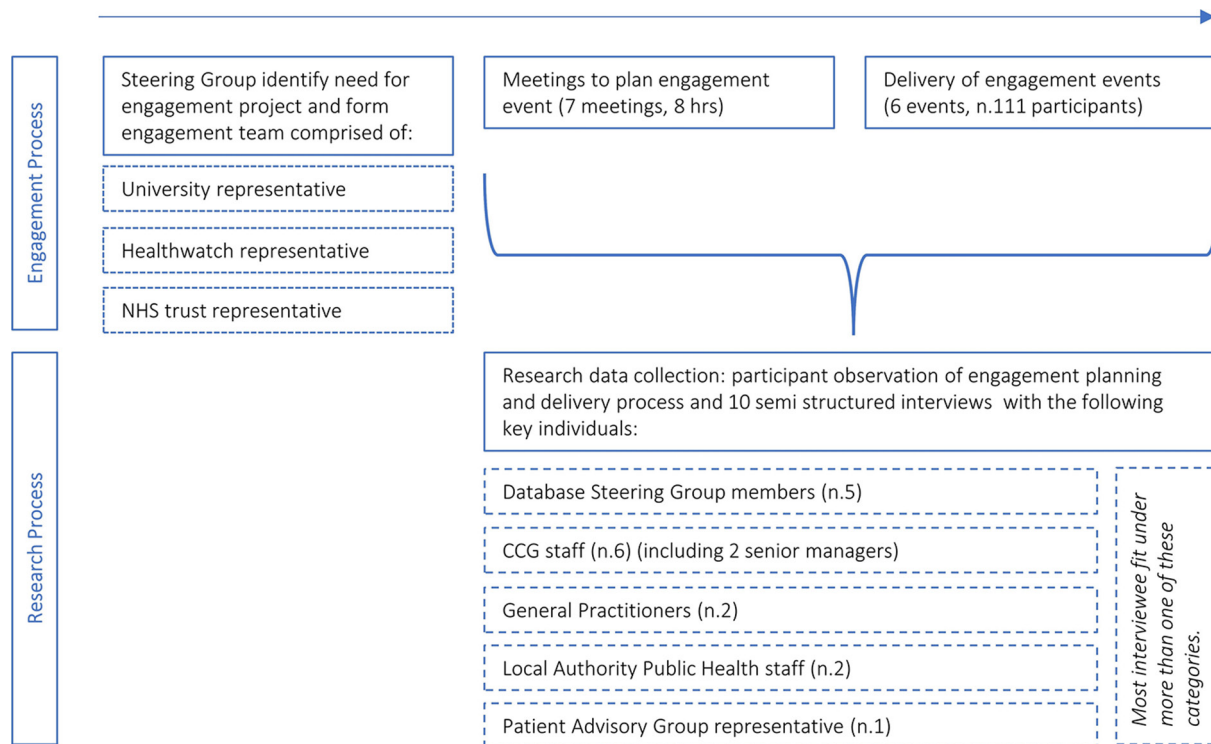 Engagement Process
Steering Group identify need for
engagement project and form
engagement team comprised of:
University representative
Healthwatch representative
NHS trust representative
Meetings to plan engagement
event (7 meetings, 8 hrs)
Delivery of engagement events
(6 events, n.111 participants)
Research Process
Research data collection: participant observation of engagement planning
and delivery process and 10 semi structured interviews with the following
key individuals:
Database Steering Group members (n.5)
CCG staff (n.6) (including 2 senior managers)
General Practitioners (n.2)
Local Authority Public Health staff (n.2)
Patient Advisory Group representative (n.1)
Most interviewee fit under
more than one of these
categories.